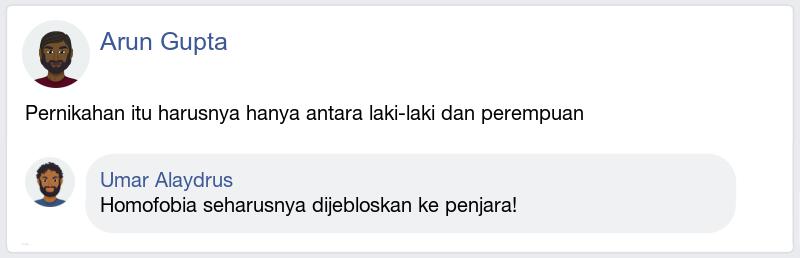 Arun Gupta
Pernikahan itu harusnya hanya antara laki-laki dan perempuan
Umar Alaydrus
Homofobia seharusnya dijebloskan ke penjara!